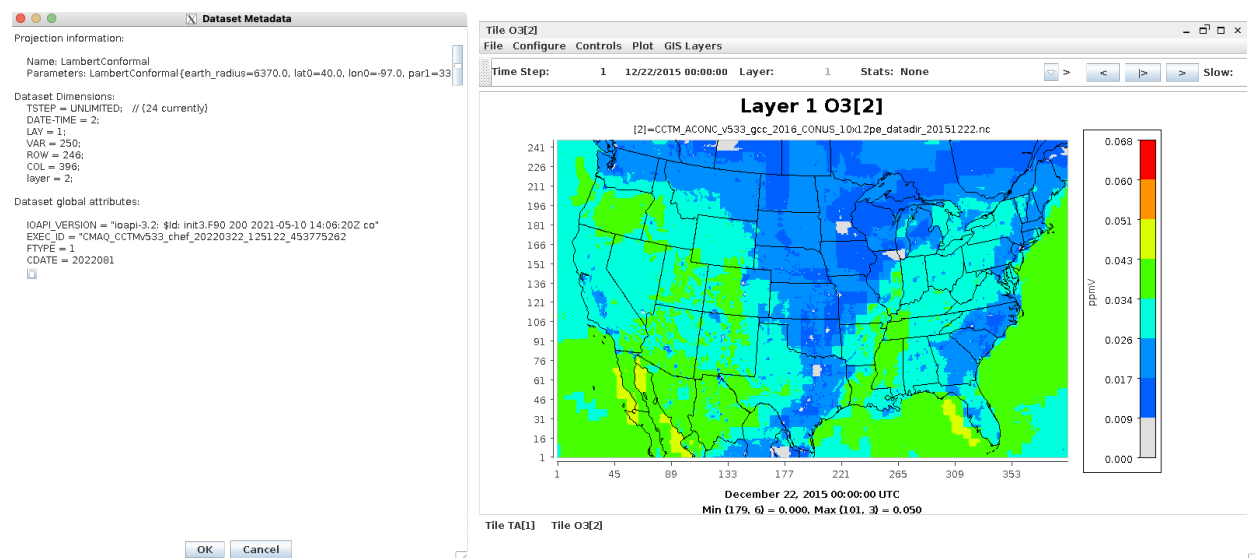 Dataset Metadata
Projection information:
Name: LambertConformal
Parameters: LambertConformal{earth_radius=6370.0, lat0=40.0, lon0=-97.0, par1=33
Dataset Dimensions:
TSTEP = UNLIMITED;   // (24 currently)
DATE-TIME = 2;
LAY = 1;
VAR = 250;
ROW = 246;
COL = 396;
layer = 2;
Dataset global attributes:
IOAPI_VERSION = "ioapi-3.2: $Id: init3.F90 200 2021-05-10 14:06:20Z co"
EXEC_ID = "CMAQ_CCTMv533_chef_20220322_125122_453775262
FTYPE = 1
CDATE = 2022081
OK Cancel
Tile O3[2]
File Configure Controls Plot GIS Layers
Time Step: 1 12/22/2015 00:00:00 Layer: 1 Stats: None > < |> > Slow:
Layer 1 O3[2]
[2]=CCTM_ACONC_v533_gcc_2016_CONUS_10x12pe_datadir_20151222.nc
241
226
211
196
181
166
151
136
121
106
91
76
61
46
31
16
1
1 45 89 133 177 221 265 309 353
0.068
0.060
0.051
0.043
0.034
0.026
0.017
0.009
0.000
ppmV
December 22, 2015 00:00:00 UTC
Min (179, 6) = 0.000, Max (101, 3) = 0.050
Tile TA[1] Tile O3[2]